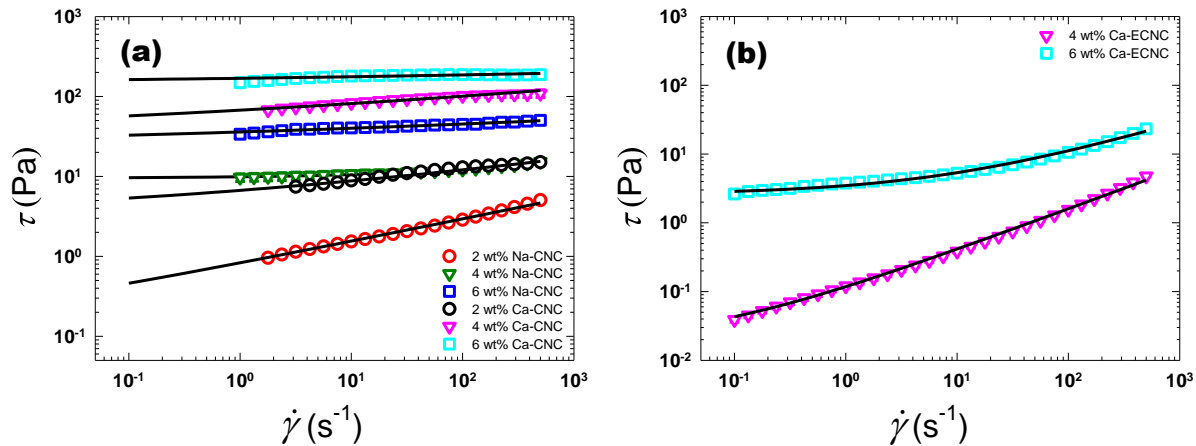 (a)
τ (Pa)
10³
10²
10¹
10⁰
10⁻¹
2 wt% Na-CNC
4 wt% Na-CNC
6 wt% Na-CNC
2 wt% Ca-CNC
4 wt% Ca-CNC
6 wt% Ca-CNC
10⁻¹ 10⁰ 10¹ 10² 10³
γ̇ (s⁻¹)
(b)
4 wt% Ca-ECNC
6 wt% Ca-ECNC
τ (Pa)
10³
10²
10¹
10⁰
10⁻¹
10⁻²
10⁻¹ 10⁰ 10¹ 10² 10³
γ̇ (s⁻¹)